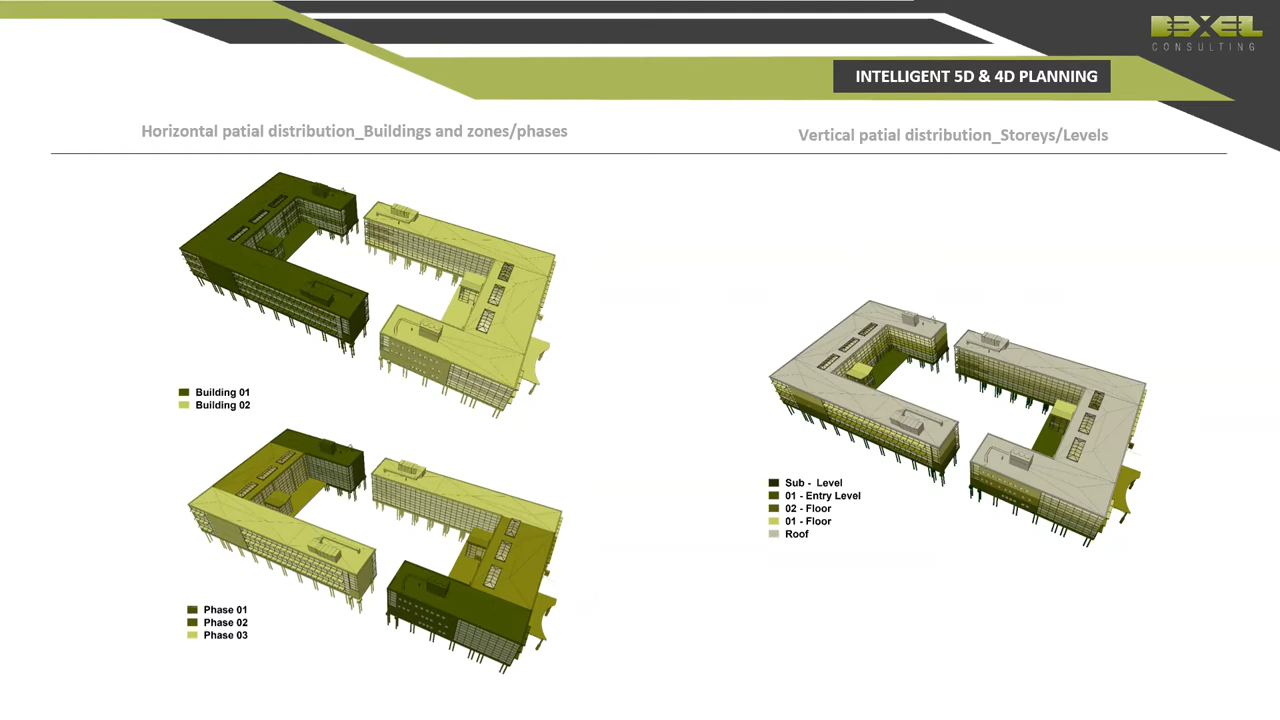 BEXEL
CONSULTING
INTELLIGENT 5D & 4D PLANNING
Horizontal patial distribution_Buildings and zones/phases
Vertical patial distribution_Storeys/Levels
Building 01
Building 02
Phase 01
Phase 02
Phase 03
Sub - Level
01 - Entry Level
02 - Floor
01 - Floor
Roof